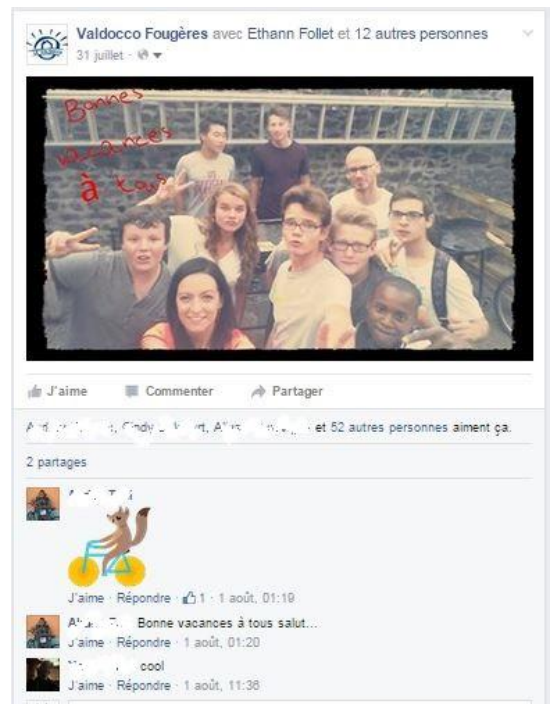 Valdocco Fougères avec Ethann Follet et 12 autres personnes
31 juillet
Bonnes
vacances
à tous
J'aime Commenter Partager
et 52 autres personnes aiment ça.
2 partages
J'aime · Répondre · 1 · 1 août, 01:19
Bonne vacances à tous salut...
J'aime · Répondre · 1 août, 01:20
cool
J'aime · Répondre · 1 août, 11:36